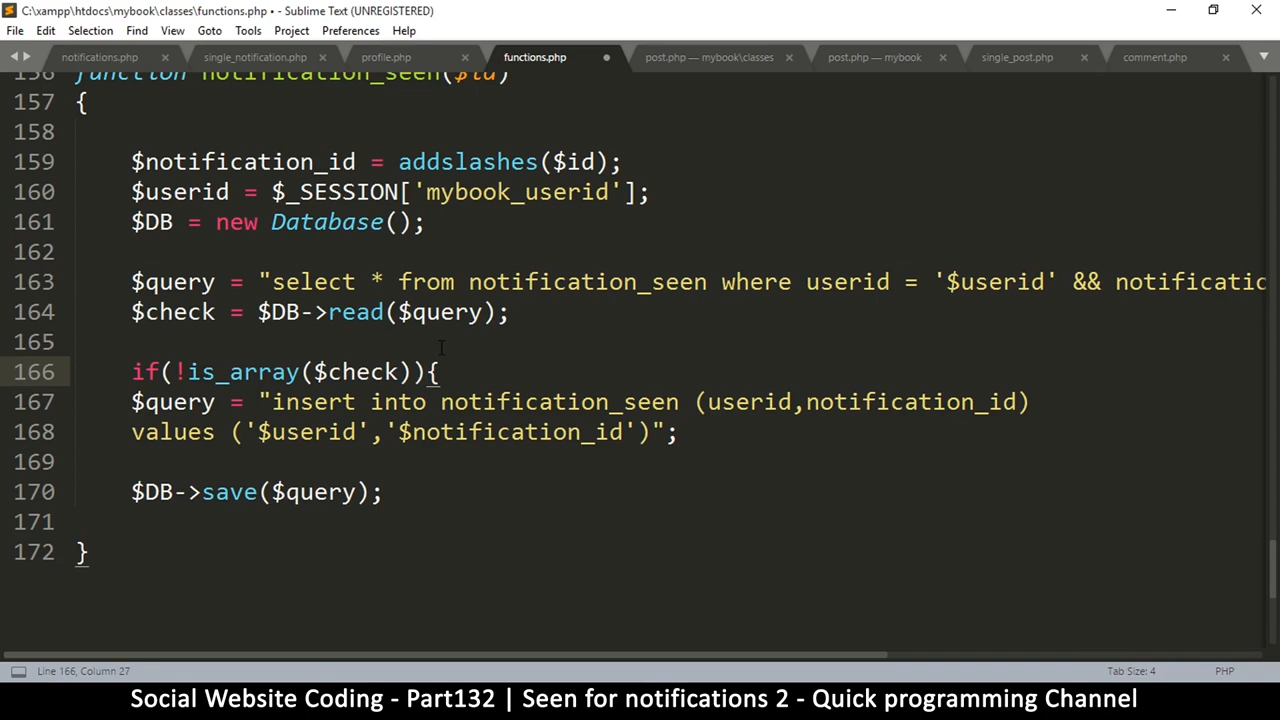 C:\xampp\htdocs\mybook\classes\functions.php • - Sublime Text (UNREGISTERED)
File Edit Selection Find View Goto Tools Project Preferences Help
notifications.php × single_notification.php × profile.php × functions.php • post.php — mybook\classes × post.php — mybook × single_post.php × comment.php ×
156 function notification_seen($id)
157 {
158
159 $notification_id = addslashes($id);
160 $userid = $_SESSION['mybook_userid'];
161 $DB = new Database();
162
163 $query = "select * from notification_seen where userid = '$userid' && notificatio
164 $check = $DB->read($query);
165
166 if(!is_array($check)){
167 $query = "insert into notification_seen (userid,notification_id)
168 values ('$userid','$notification_id')";
169
170 $DB->save($query);
171
172 }
Line 166, Column 27 Tab Size: 4 PHP
Social Website Coding - Part132 | Seen for notifications 2 - Quick programming Channel